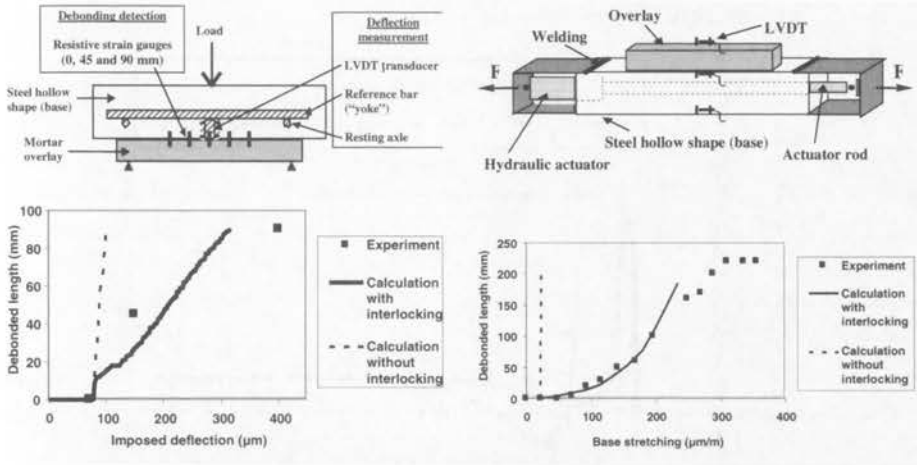 Debonding detection
Resistive strain gauges
(0, 45 and 90 mm)
Load
Deflection
measurement
LVDT transducer
Reference bar
("yoke")
Resting axle
Steel hollow
shape (base)
Mortar
overlay
Overlay
LVDT
Welding
F
F
Steel hollow shape (base)
Hydraulic actuator
Actuator rod
Debonded length (mm)
100
80
60
40
20
0
0
100
200
300
400
Imposed deflection (µm)
Experiment
Calculation
with
interlocking
Calculation
without
interlocking
Debonded length (mm)
250
200
150
100
50
0
0
100
200
300
400
Base stretching (µm/m)
Experiment
Calculation
with
interlocking
Calculation
without
interlocking